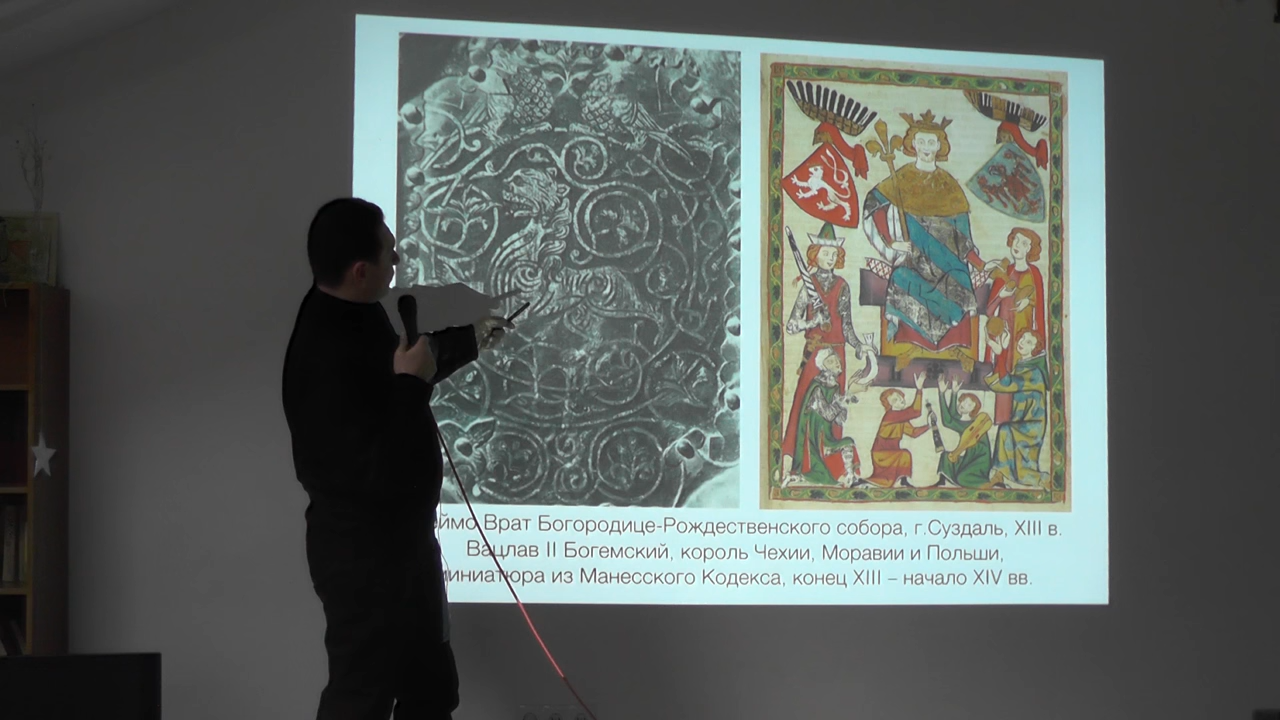 Врат Богородице-Рождественского собора, г.Суздаль, XIII в.
Вацлав II Богемский, король Чехии, Моравии и Польши,
миниатюра из Манесского Кодекса, конец XIII – начало XIV вв.